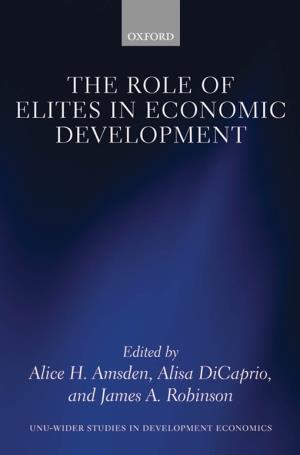 OXFORD
THE ROLE OF
ELITES IN ECONOMIC
DEVELOPMENT
Edited by
Alice H. Amsden, Alisa DiCaprio,
and James A. Robinson
UNU-WIDER STUDIES IN DEVELOPMENT ECONOMICS